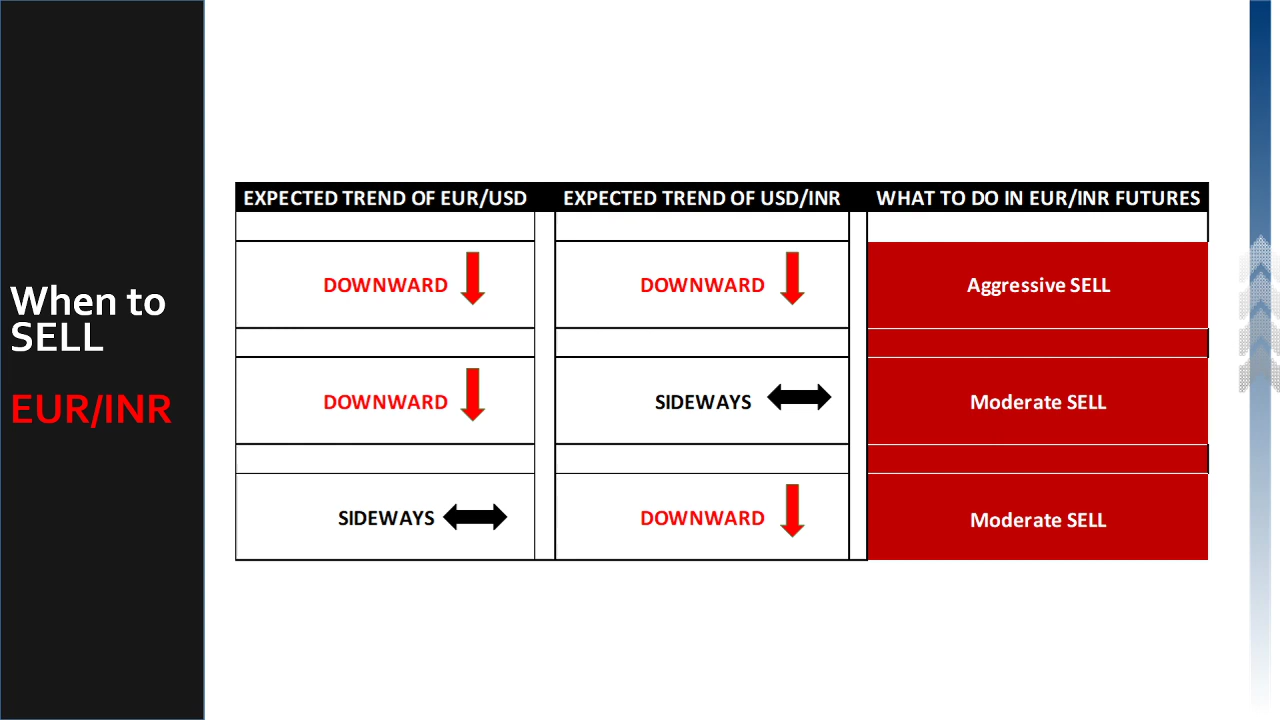 When to
SELL
EUR/INR
EXPECTED TREND OF EUR/USD EXPECTED TREND OF USD/INR WHAT TO DO IN EUR/INR FUTURES
DOWNWARD DOWNWARD Aggressive SELL
DOWNWARD SIDEWAYS Moderate SELL
SIDEWAYS DOWNWARD Moderate SELL